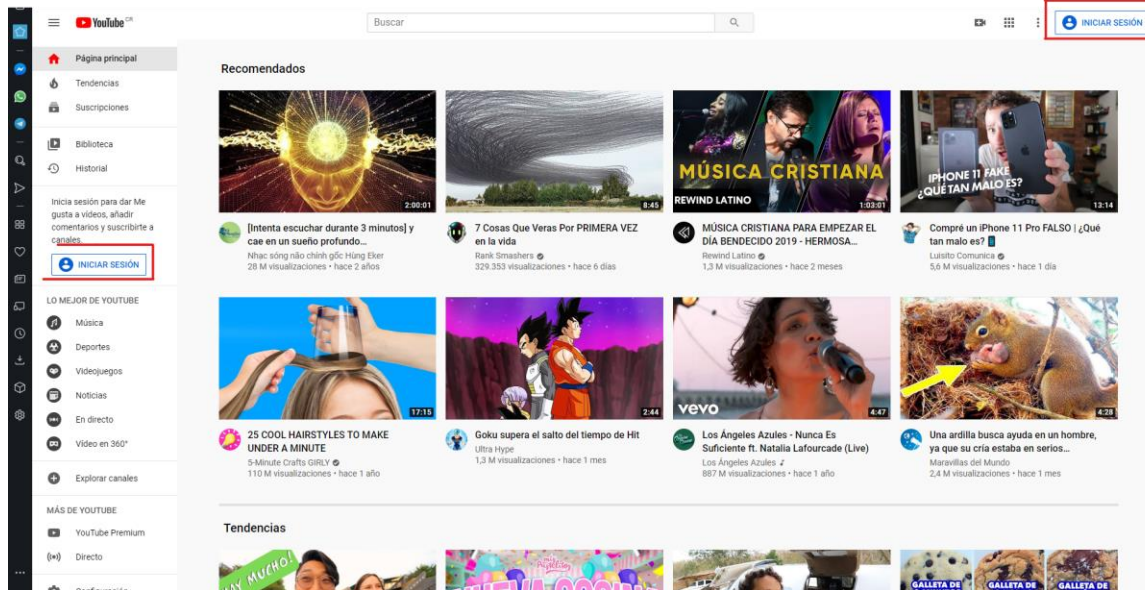 YouTube CR
Buscar
INICIAR SESIÓN
Página principal
Tendencias
Suscripciones
Biblioteca
Historial
Inicia sesión para dar Me
gusta a vídeos, añadir
comentarios y suscribirte a
canales.
INICIAR SESIÓN
LO MEJOR DE YOUTUBE
Música
Deportes
Videojuegos
Noticias
En directo
Vídeo en 360°
Explorar canales
MÁS DE YOUTUBE
YouTube Premium
Directo
Configuración
Recomendados
2:00:01
[Intenta escuchar durante 3 minutos] y
cae en un sueño profundo...
Nhạc sóng não chính gốc Hùng Eker
28 M visualizaciones • hace 2 años
8:45
7 Cosas Que Veras Por PRIMERA VEZ
en la vida
Rank Smashers
329.353 visualizaciones • hace 6 días
MÚSICA CRISTIANA
REWIND LATINO
1:03:01
MÚSICA CRISTIANA PARA EMPEZAR EL
DÍA BENDECIDO 2019 - HERMOSA...
Rewind Latino
1,3 M visualizaciones • hace 2 meses
IPHONE 11 FAKE
¿QUÉ TAN MALO ES?
13:14
Compré un iPhone 11 Pro FALSO | ¿Qué
tan malo es?
Luisito Comunica
5,6 M visualizaciones • hace 1 día
17:15
25 COOL HAIRSTYLES TO MAKE
UNDER A MINUTE
5-Minute Crafts GIRLY
110 M visualizaciones • hace 1 año
2:44
Goku supera el salto del tiempo de Hit
Ultra Hype
1,3 M visualizaciones • hace 1 mes
vevo
4:47
Los Ángeles Azules - Nunca Es
Suficiente ft. Natalia Lafourcade (Live)
Los Ángeles Azules
887 M visualizaciones • hace 1 año
4:28
Una ardilla busca ayuda en un hombre,
ya que su cría estaba en serios...
Maravillas del Mundo
2,4 M visualizaciones • hace 1 mes
Tendencias
MUCHO!
GALLETA DE
GALLETA DE
GALLETA DE